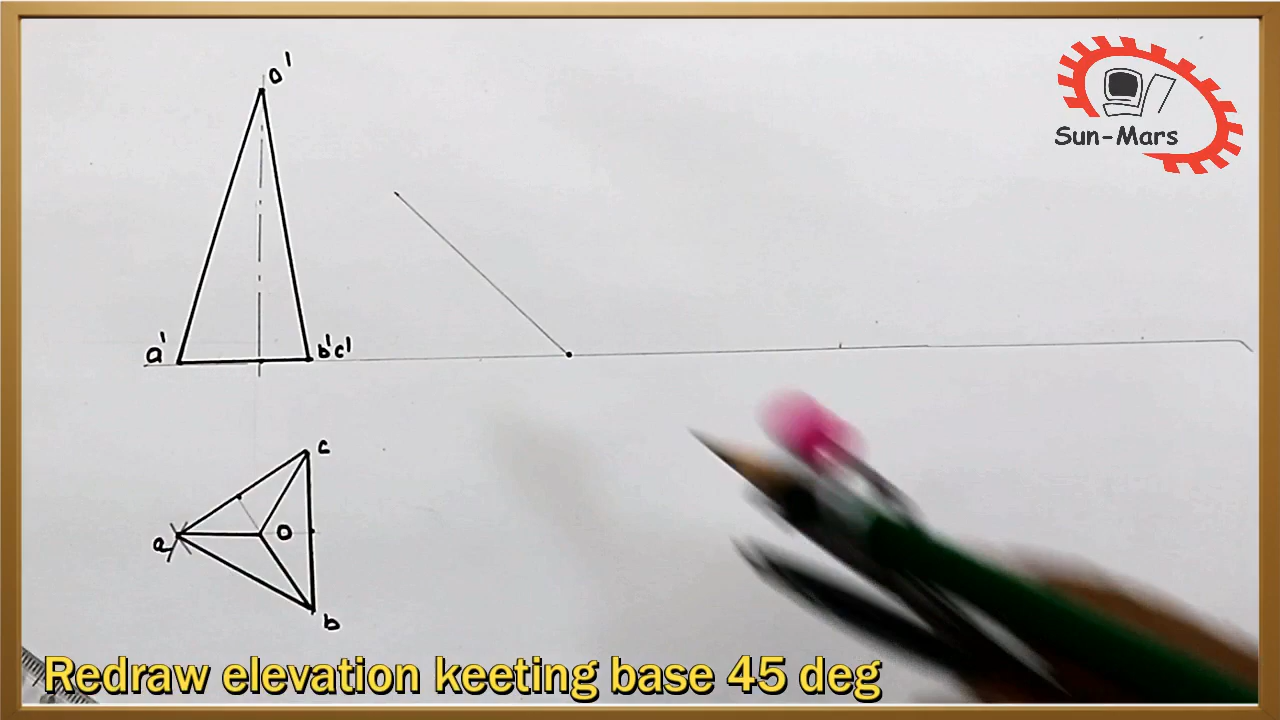 o'
Sun-Mars
a'
b'c'
c
o
a
b
Redraw elevation keeting base 45 deg